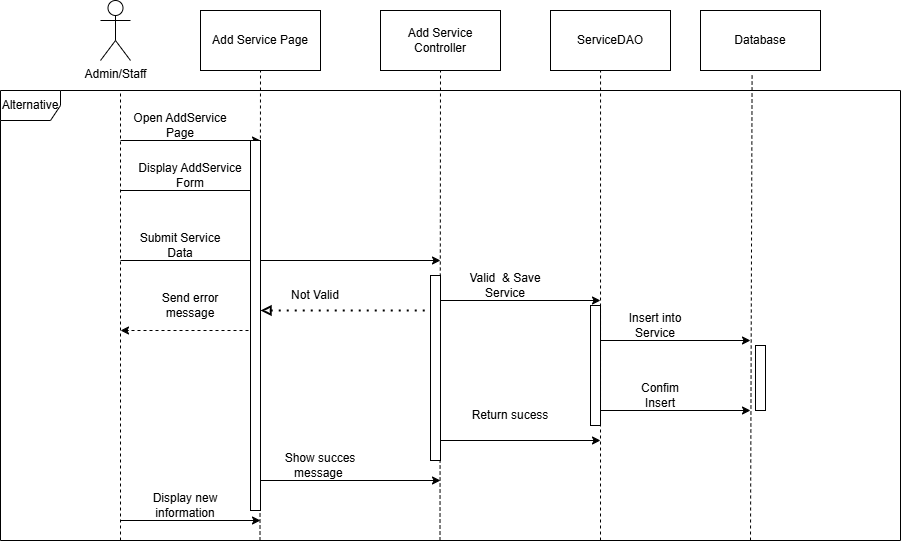 Admin/Staff
Add Service Page
Add Service
Controller
ServiceDAO
Database
Alternative
Open AddService
Page
Display AddService
Form
Submit Service
Data
Valid & Save
Service
Not Valid
Send error
message
Insert into
Service
Confim
Insert
Return sucess
Show succes
message
Display new
information